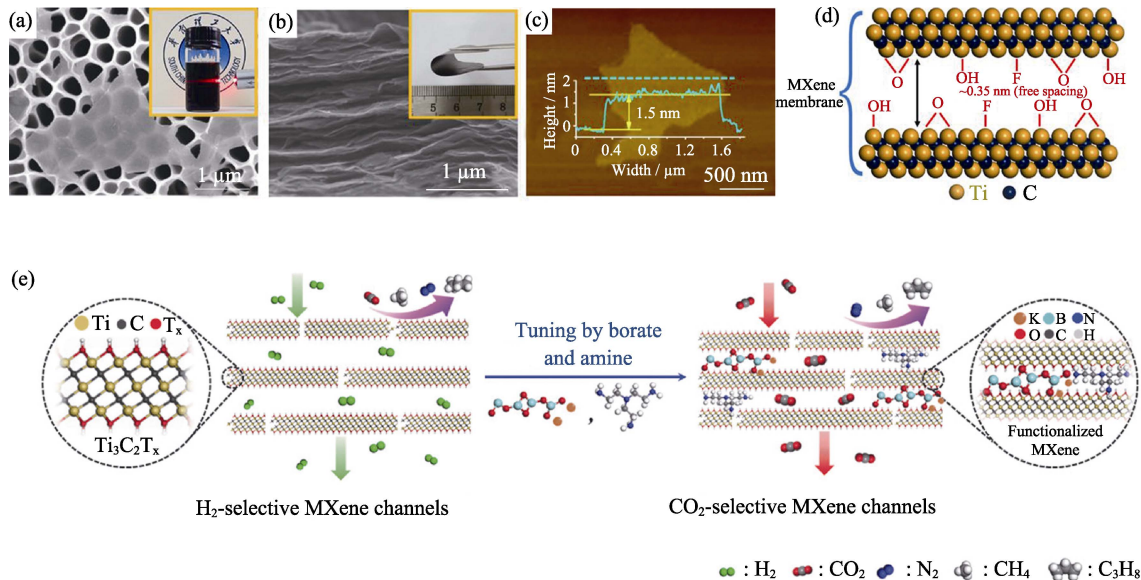 (a)
SOUTH CHINA
TECHNOLOGY
1 μm
(b)
5 6 7 8
1 μm
(c)
Height / nm
2
1
0
1.5 nm
0 0.4 0.8 1.2 1.6
Width / μm
500 nm
(d)
MXene
membrane
O OH F O OH
~0.35 nm (free spacing)
OH O F OH O
Ti C
(e)
Ti C Tₓ
Ti₃C₂Tₓ
H₂-selective MXene channels
Tuning by borate
and amine
,
CO₂-selective MXene channels
K B N
O C H
Functionalized
MXene
: H₂ : CO₂ : N₂ : CH₄ : C₃H₈